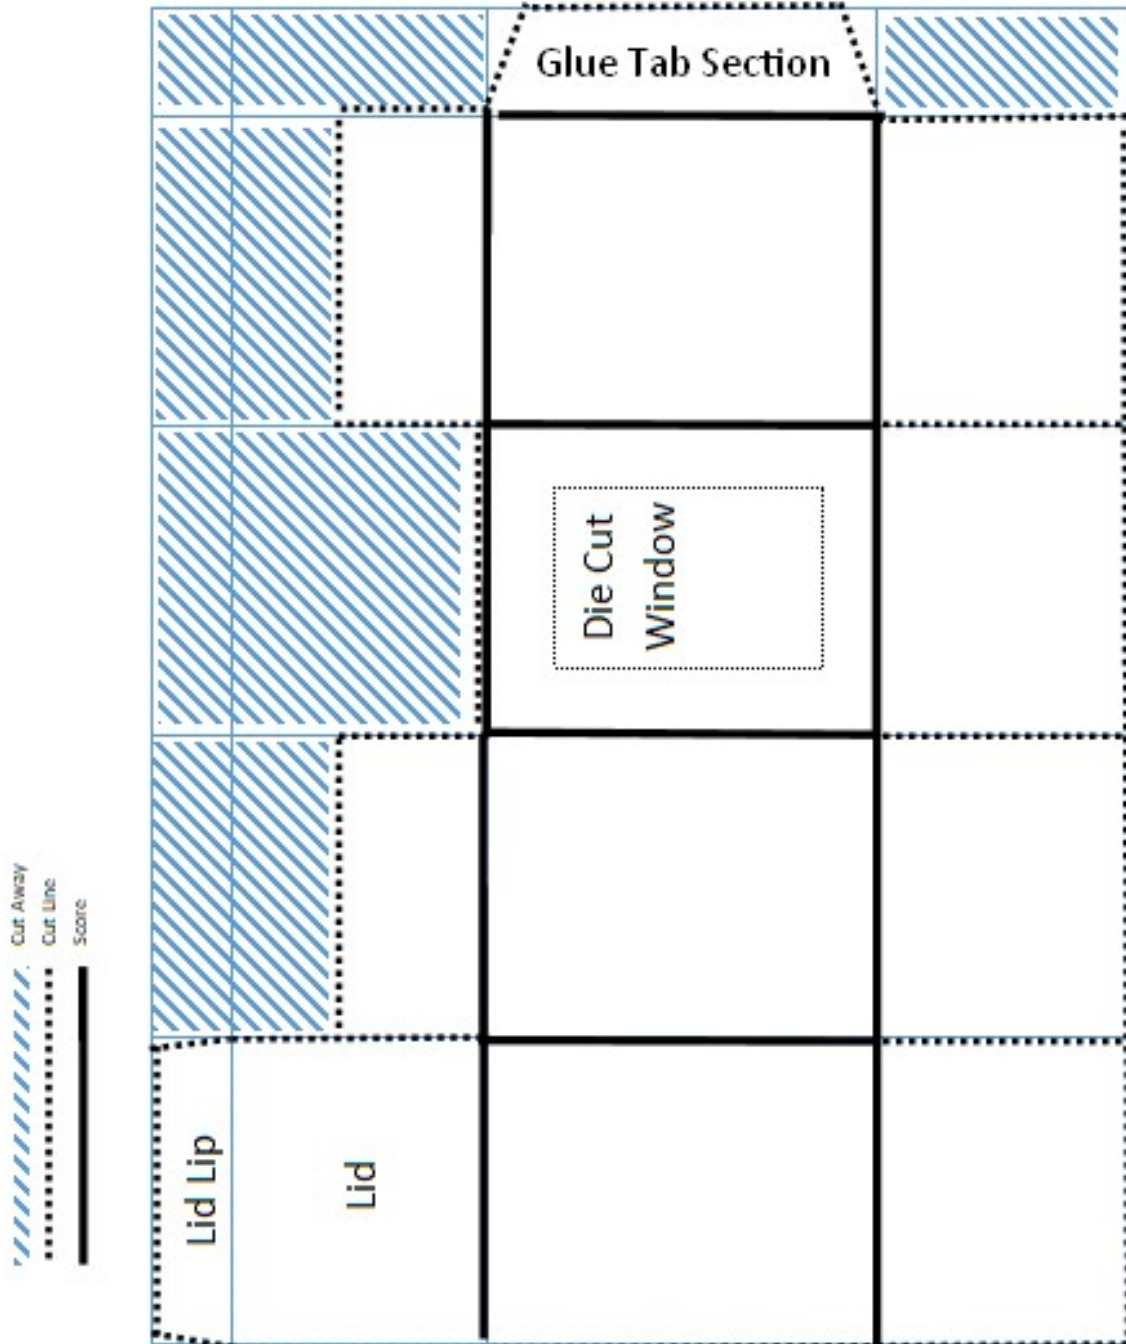 Glue Tab Section
Die Cut
Window
Cut Away
Cut Line
Score
Lid Lip
Lid